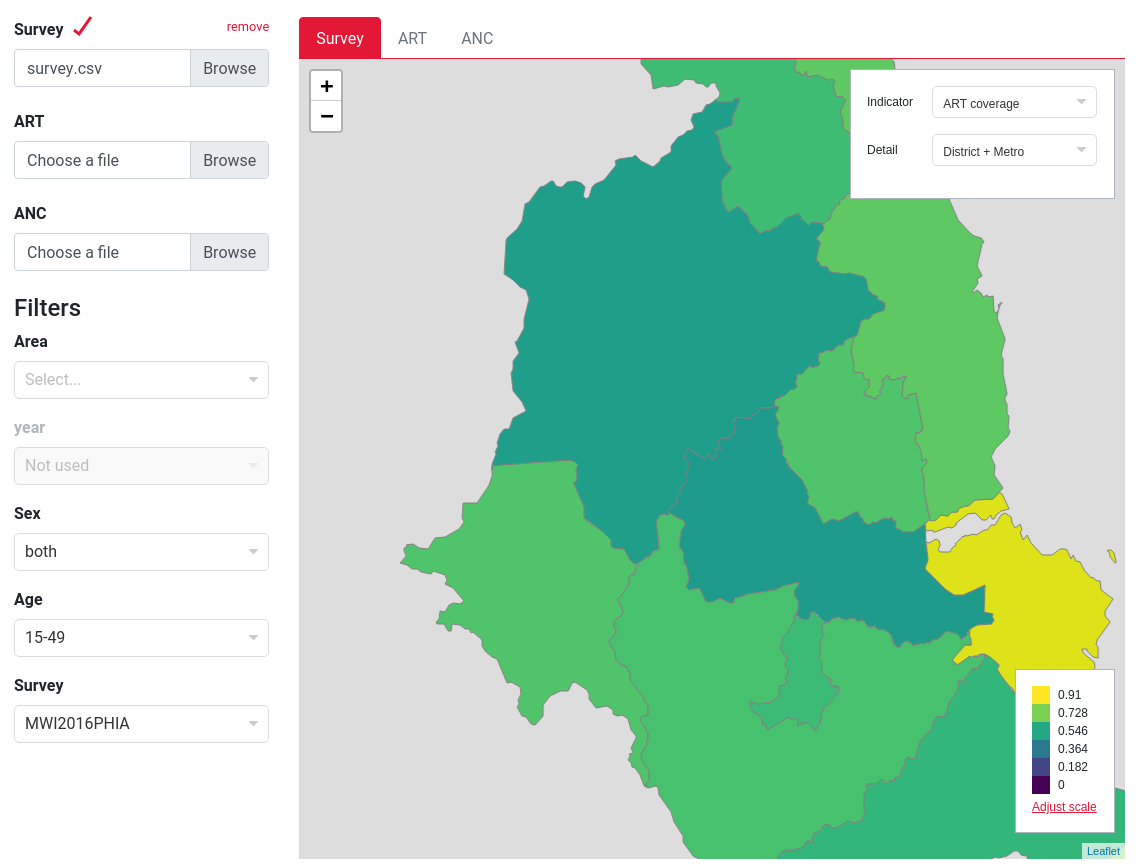 Survey
remove
survey.csv
Browse
ART
Choose a file
Browse
ANC
Choose a file
Browse
Filters
Area
Select...
year
Not used
Sex
both
Age
15-49
Survey
MWI2016PHIA
Survey
ART
ANC
+
−
Indicator
ART coverage
Detail
District + Metro
0.91
0.728
0.546
0.364
0.182
0
Adjust scale
Leaflet